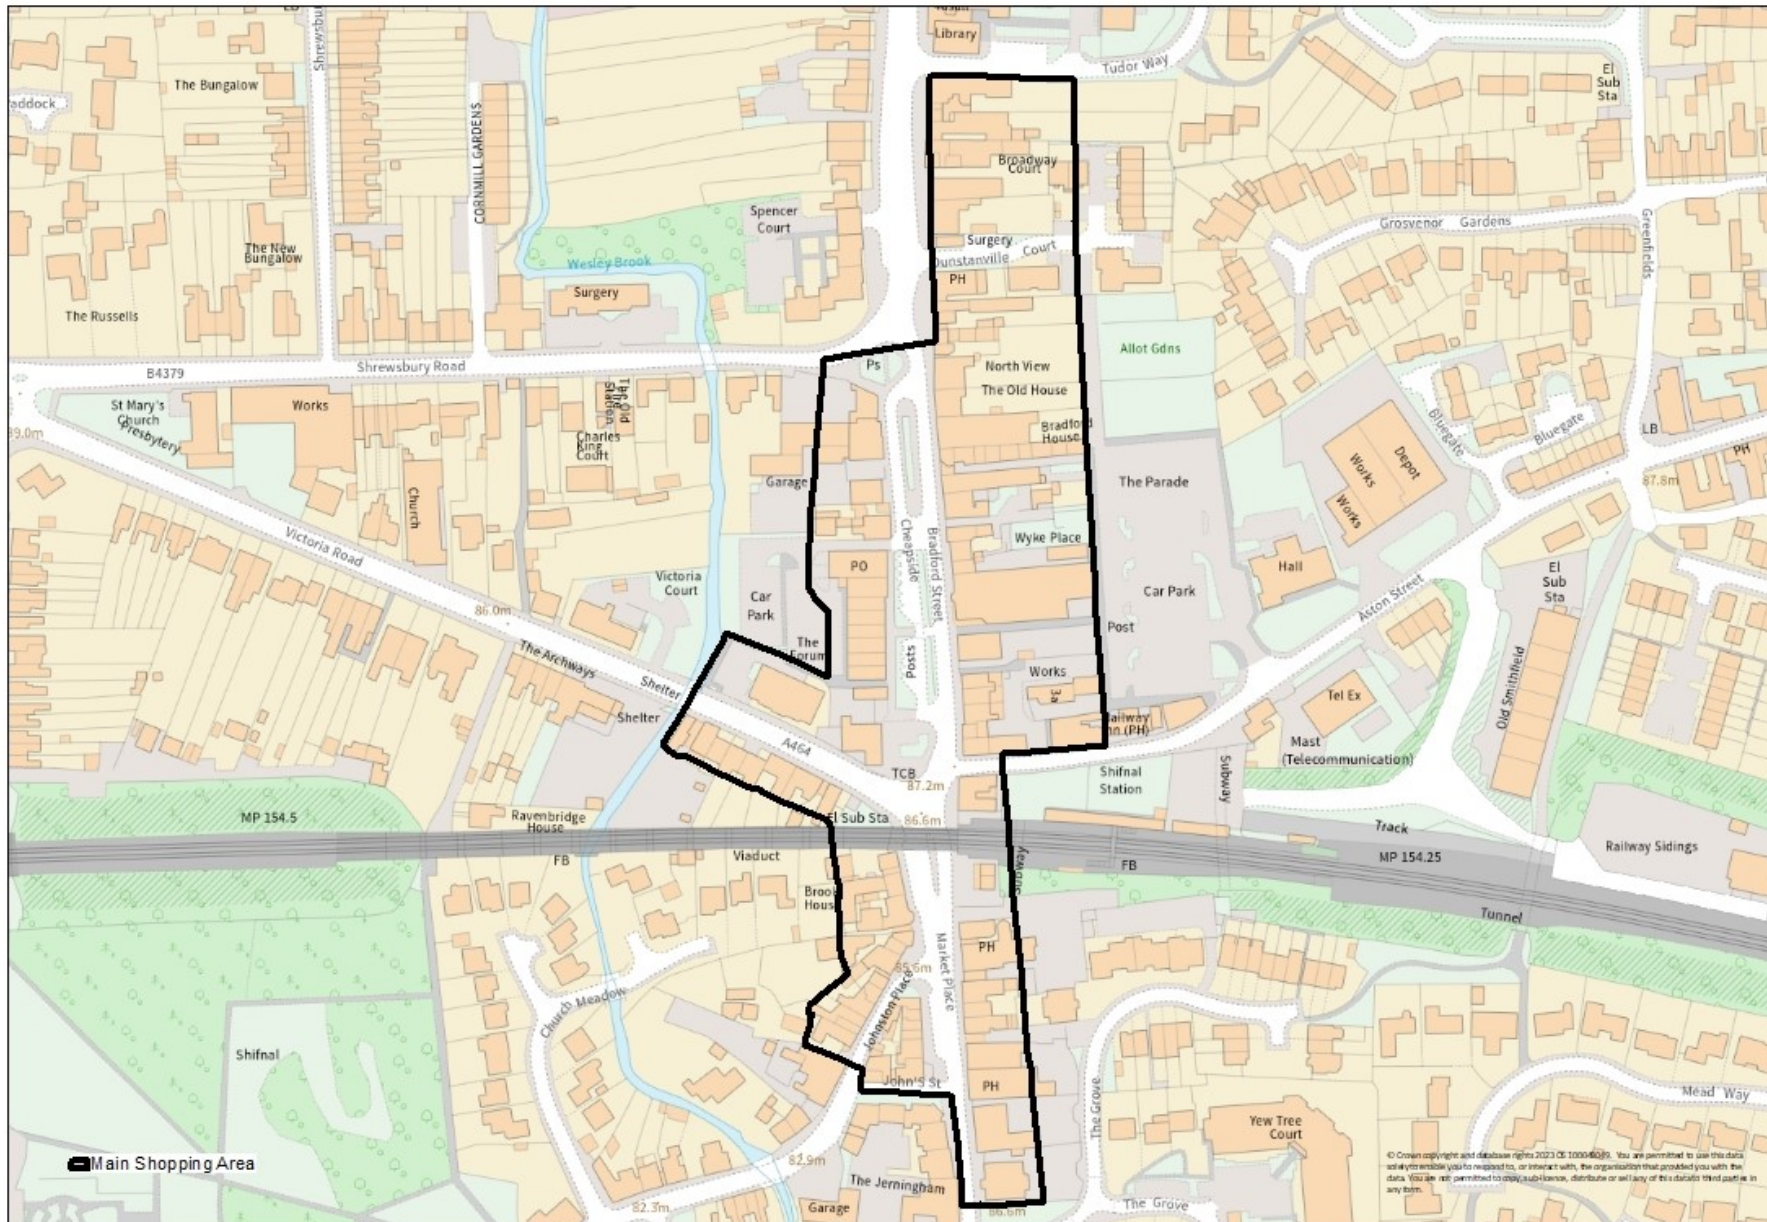 Library
Tudor Way
El
Sub
Sta
The Bungalow
CORNMILL GARDENS
Broadway
Court
Spencer
Court
Grosvenor Gardens
Greenfields
The New
Bungalow
Wesley Brook
Surgery
Dunstanville Court
PH
Surgery
The Russells
Allot Gdns
B4379
Shrewsbury Road
Ps
North View
The Old House
St Mary's
Church
Presbytery
Works
The Old
Station
Charles
King
Court
Bradford
House
Bluegate
Bluegate
LB
PH
Works
Depot
Works
87.8m
Church
Garage
The Parade
Victoria Road
Cheapside
Bradford Street
Wyke Place
PO
Hall
El
Sub
Sta
Victoria
Court
Car
Park
Car Park
Aston Street
86.0m
Post
The
Forum
Posts
The Archways
Shelter
Works
3a
Tel Ex
Old Smithfield
Shelter
Mast
(Telecommunication)
A464
TCB
87.2m
Shifnal
Station
Subway
MP 154.5
Ravenbridge
House
El Sub Sta
86.6m
Track
FB
Viaduct
Subway
FB
MP 154.25
Railway Sidings
Tunnel
PH
Market Place
Church Meadow
Johnston Place
Shifnal
John'S St
PH
The Grove
Mead Way
Yew Tree
Court
Main Shopping Area
82.9m
The Jerningham
82.3m
Garage
86.6m
The Grove